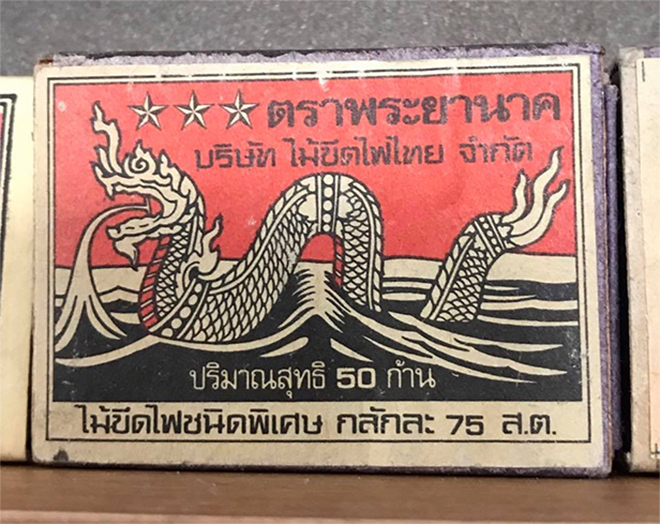 ตราพระยานาค
บริษัท ไม้ขีดไฟไทย จำกัด
ปริมาณสุทธิ 50 ก้าน
ไม้ขีดไฟชนิดพิเศษ กลักละ 75 ส.ต.